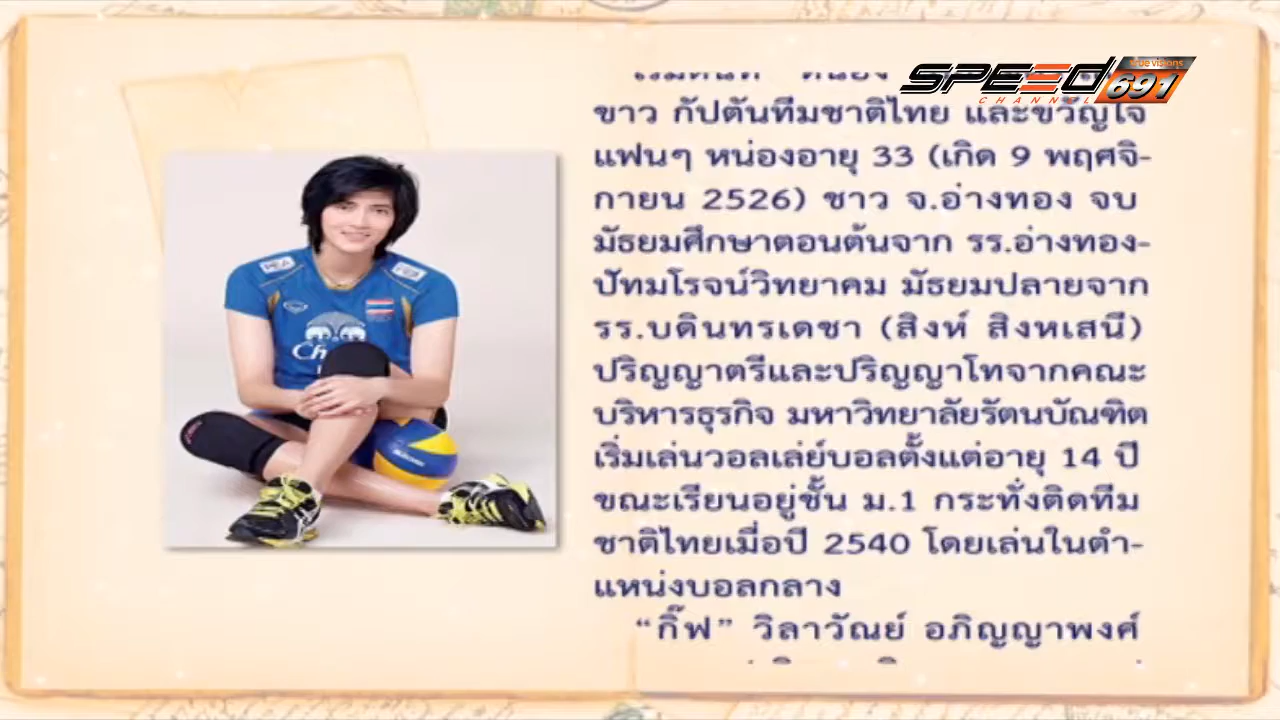 SPEED
CHANNEL
true visions
691
ขาว กัปตันทีมชาติไทย และขวัญใจ
แฟนๆ หน่องอายุ 33 (เกิด 9 พฤศจิ-
กายน 2526) ชาว จ.อ่างทอง จบ
มัธยมศึกษาตอนต้นจาก รร.อ่างทอง-
ปัทมโรจน์วิทยาคม มัธยมปลายจาก
รร.บดินทรเดชา (สิงห์ สิงหเสนี)
ปริญญาตรีและปริญญาโทจากคณะ
บริหารธุรกิจ มหาวิทยาลัยรัตนบัณฑิต
เริ่มเล่นวอลเล่ย์บอลตั้งแต่อายุ 14 ปี
ขณะเรียนอยู่ชั้น ม.1 กระทั่งติดทีม
ชาติไทยเมื่อปี 2540 โดยเล่นในตำ-
แหน่งบอลกลาง
“กิ๊ฟ” วิลาวัณย์ อภิญญาพงศ์